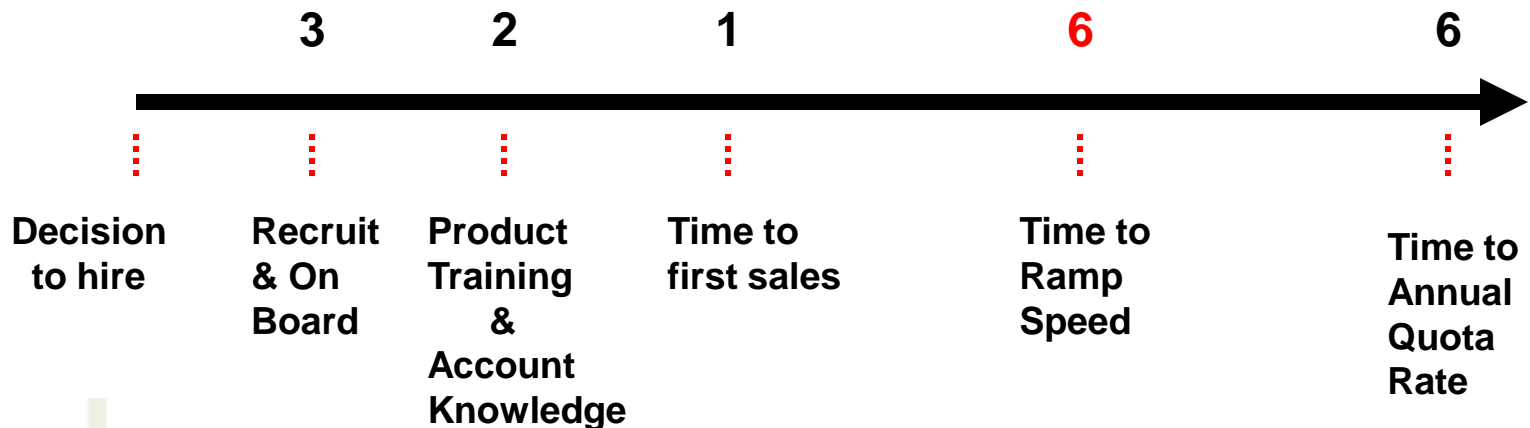 3 2 1 6 6
Decision
to hire
Recruit
& On
Board
Product
Training
&
Account
Knowledge
Time to
first sales
Time to
Ramp
Speed
Time to
Annual
Quota
Rate